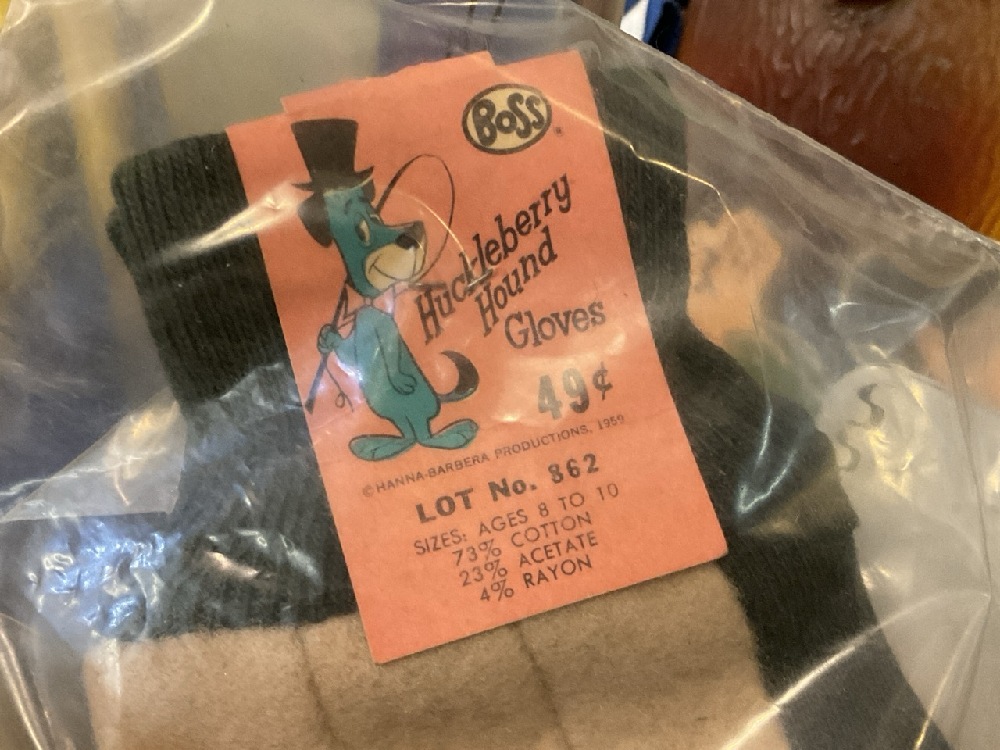 BOSS
Huckleberry
Hound
Gloves
49¢
© HANNA-BARBERA PRODUCTIONS, 1959
LOT No. 862
SIZES: AGES 8 TO 10
73% COTTON
23% ACETATE
4% RAYON